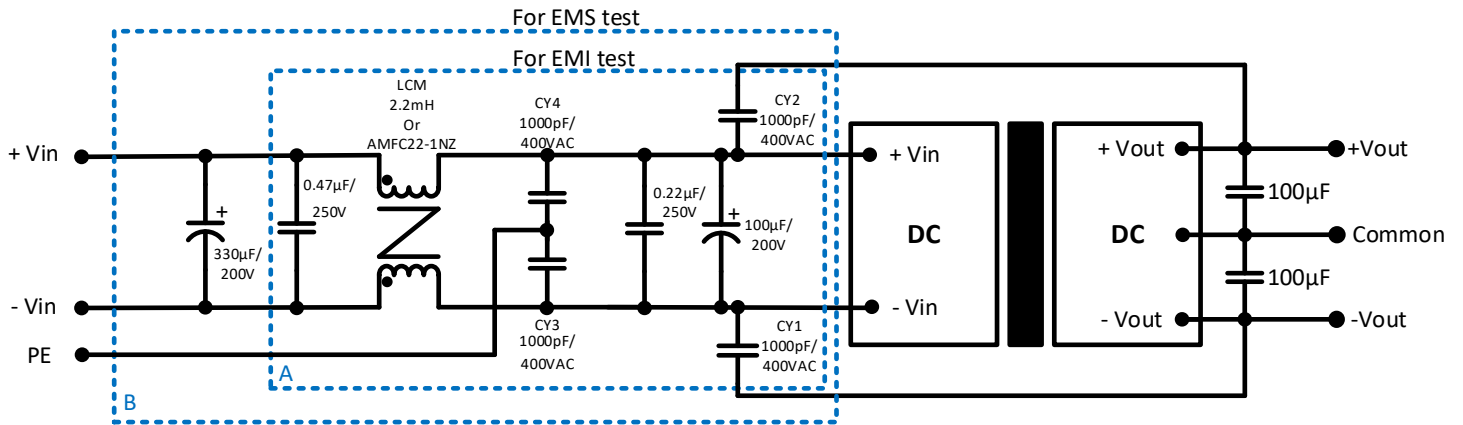 For EMS test
For EMI test
LCM
2.2mH
Or
AMFC22-1NZ
CY4
1000pF/
400VAC
CY2
1000pF/
400VAC
+ Vin
0.47µF/
250V
+
330µF/
200V
0.22µF/
250V
+
100µF/
200V
+ Vin
DC
- Vin
+ Vout
DC
- Vout
+Vout
100µF
Common
100µF
-Vout
- Vin
PE
CY3
1000pF/
400VAC
CY1
1000pF/
400VAC
A
B